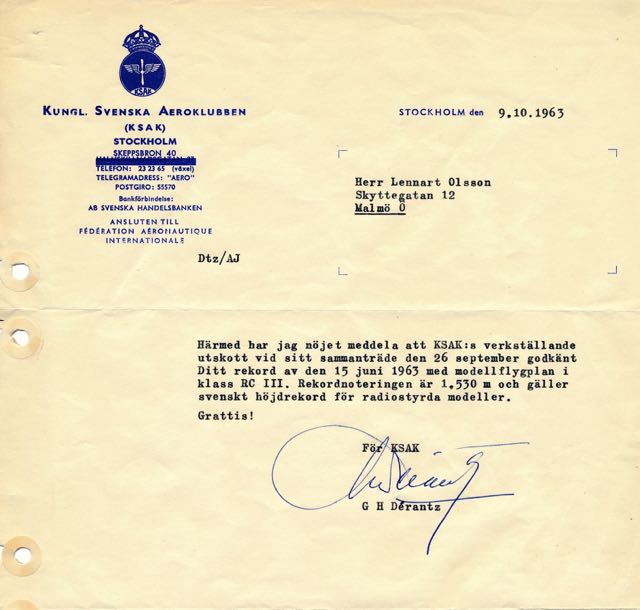 KSAK
KUNGL. SVENSKA AEROKLUBBEN
(KSAK)
STOCKHOLM
SKEPPSBRON 40
TELEFON: 23 23 65 (växel)
TELEGRAMADRESS: "AERO"
POSTGIRO: 55570
Bankförbindelse:
AB SVENSKA HANDELSBANKEN
ANSLUTEN TILL
FÉDÉRATION AÉRONAUTIQUE
INTERNATIONALE
STOCKHOLM den 9.10.1963
Herr Lennart Olsson
Skyttegatan 12
Malmö Ö
Dtz/AJ
Härmed har jag nöjet meddela att KSAK:s verkställande
utskott vid sitt sammanträde den 26 september godkänt
Ditt rekord av den 15 juni 1963 med modellflygplan i
klass RC III. Rekordnoteringen är 1.530 m och gäller
svenskt höjdrekord för radiostyrda modeller.
Grattis!
För KSAK
G H Dérantz